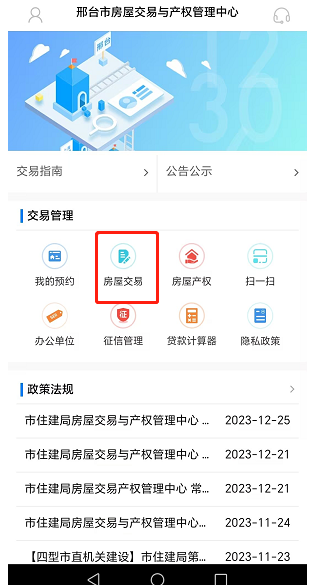 邢台市房屋交易与产权管理中心
邢台
交易指南
公告公示
交易管理
我的预约 房屋交易 房屋产权 扫一扫
办公单位 征信管理 贷款计算器 隐私政策
政策法规
市住建局房屋交易与产权管理中心 ... 2023-12-25
市住建局房屋交易与产权管理中心 ... 2023-12-21
市住建局房屋交易产权管理中心 常... 2023-12-21
市住建局房屋交易与产权管理中心 ... 2023-11-24
【四型市直机关建设】市住建局第... 2023-11-23